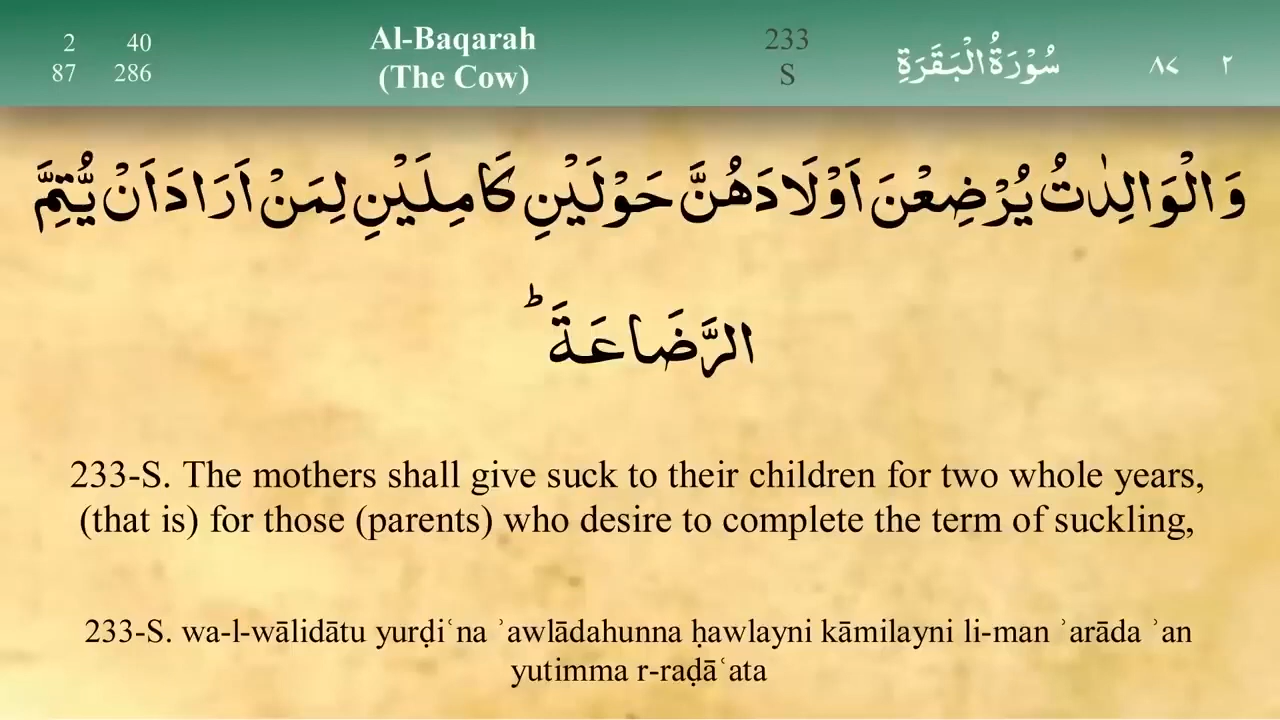 2 40
87 286
Al-Baqarah
(The Cow)
233
S
سُوْرَةُ الْبَقَرَةِ
٨٧ ٢
وَالْوَالِدٰتُ يُرْضِعْنَ اَوْلَادَهُنَّ حَوْلَيْنِ كَامِلَيْنِ لِمَنْ اَرَادَ اَنْ يُّتِمَّ
الرَّضَاعَةَ ؕ
233-S. The mothers shall give suck to their children for two whole years,
(that is) for those (parents) who desire to complete the term of suckling,
233-S. wa-l-wālidātu yurḍiʿna ʾawlādahunna ḥawlayni kāmilayni li-man ʾarāda ʾan
yutimma r-raḍāʿata